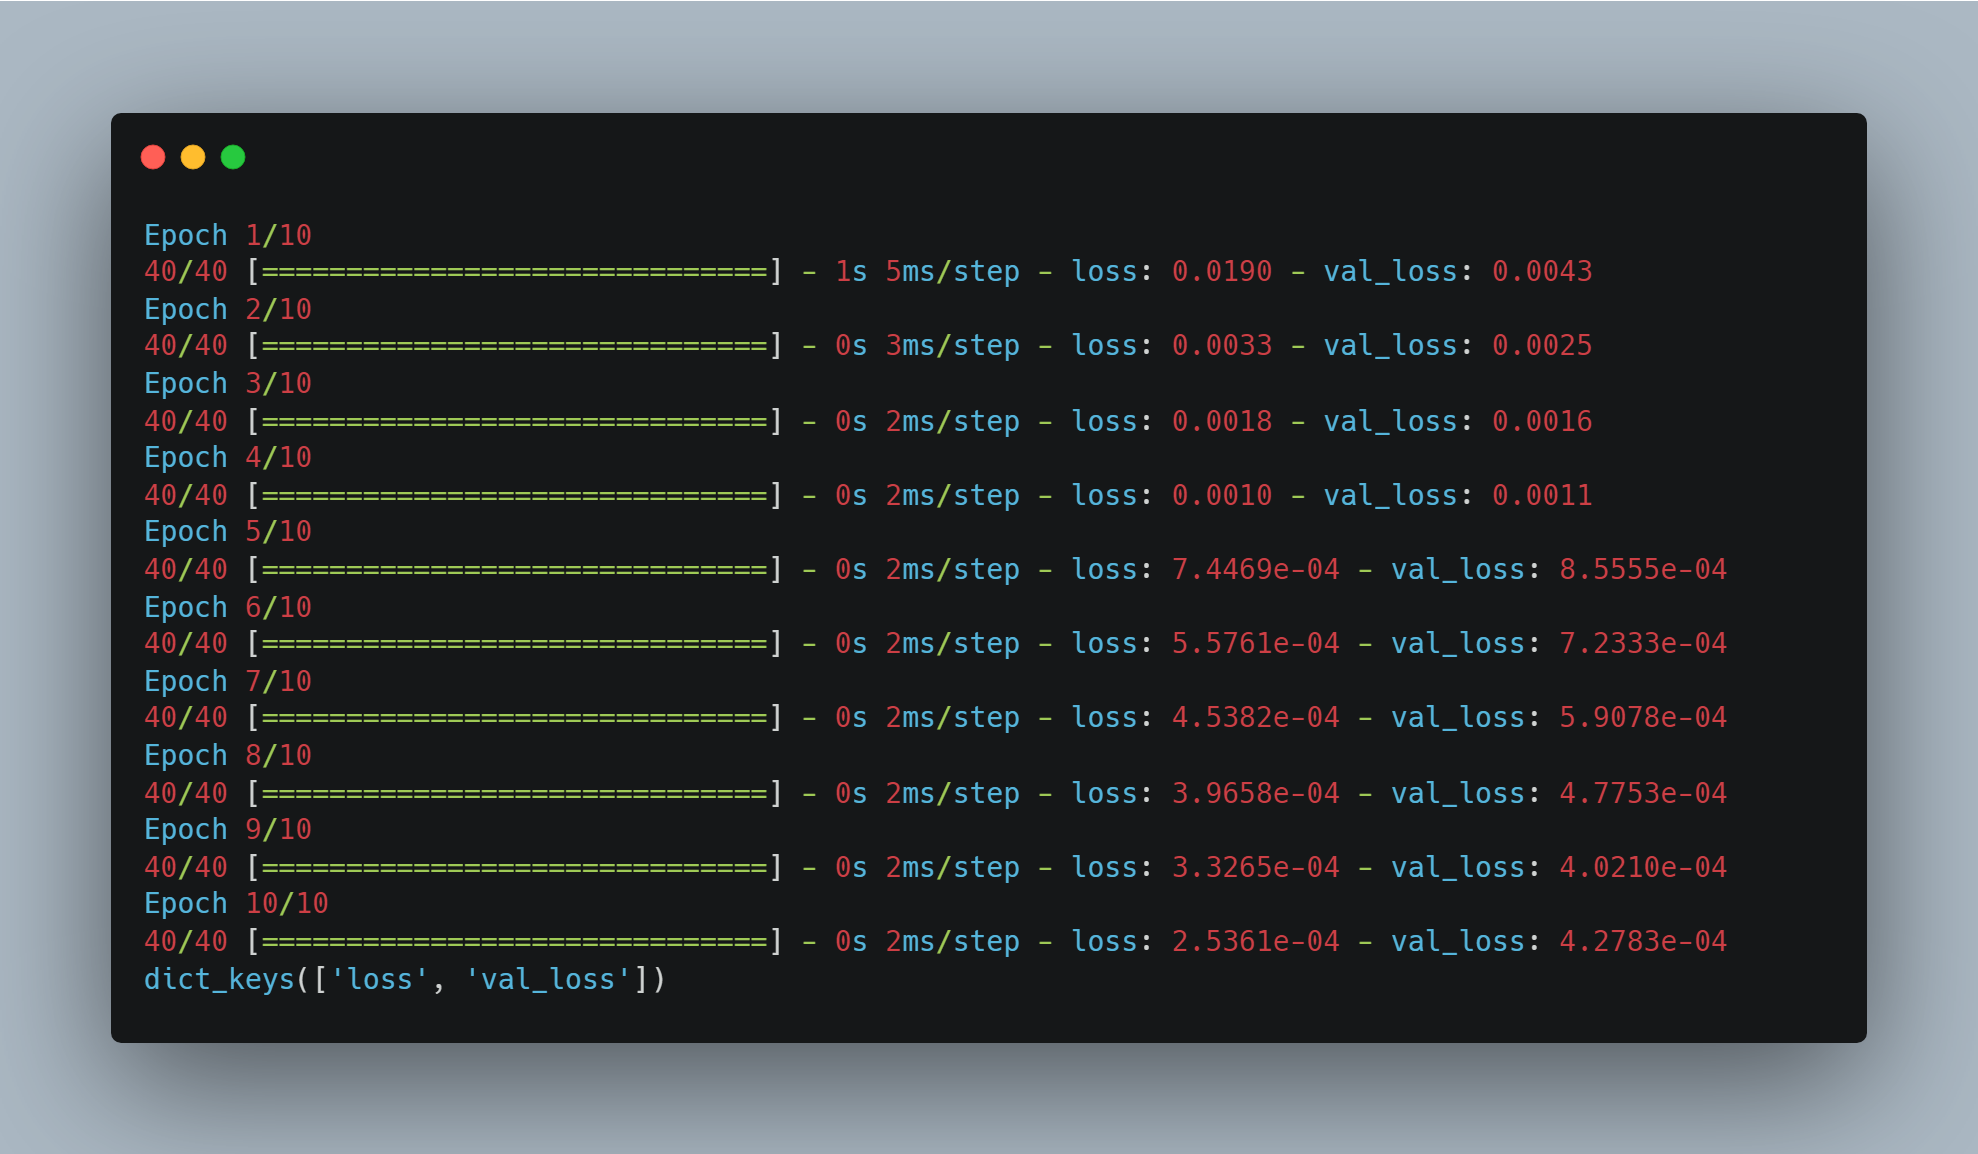 Epoch 1/10
40/40 [==============================] - 1s 5ms/step - loss: 0.0190 - val_loss: 0.0043
Epoch 2/10
40/40 [==============================] - 0s 3ms/step - loss: 0.0033 - val_loss: 0.0025
Epoch 3/10
40/40 [==============================] - 0s 2ms/step - loss: 0.0018 - val_loss: 0.0016
Epoch 4/10
40/40 [==============================] - 0s 2ms/step - loss: 0.0010 - val_loss: 0.0011
Epoch 5/10
40/40 [==============================] - 0s 2ms/step - loss: 7.4469e-04 - val_loss: 8.5555e-04
Epoch 6/10
40/40 [==============================] - 0s 2ms/step - loss: 5.5761e-04 - val_loss: 7.2333e-04
Epoch 7/10
40/40 [==============================] - 0s 2ms/step - loss: 4.5382e-04 - val_loss: 5.9078e-04
Epoch 8/10
40/40 [==============================] - 0s 2ms/step - loss: 3.9658e-04 - val_loss: 4.7753e-04
Epoch 9/10
40/40 [==============================] - 0s 2ms/step - loss: 3.3265e-04 - val_loss: 4.0210e-04
Epoch 10/10
40/40 [==============================] - 0s 2ms/step - loss: 2.5361e-04 - val_loss: 4.2783e-04
dict_keys(['loss', 'val_loss'])